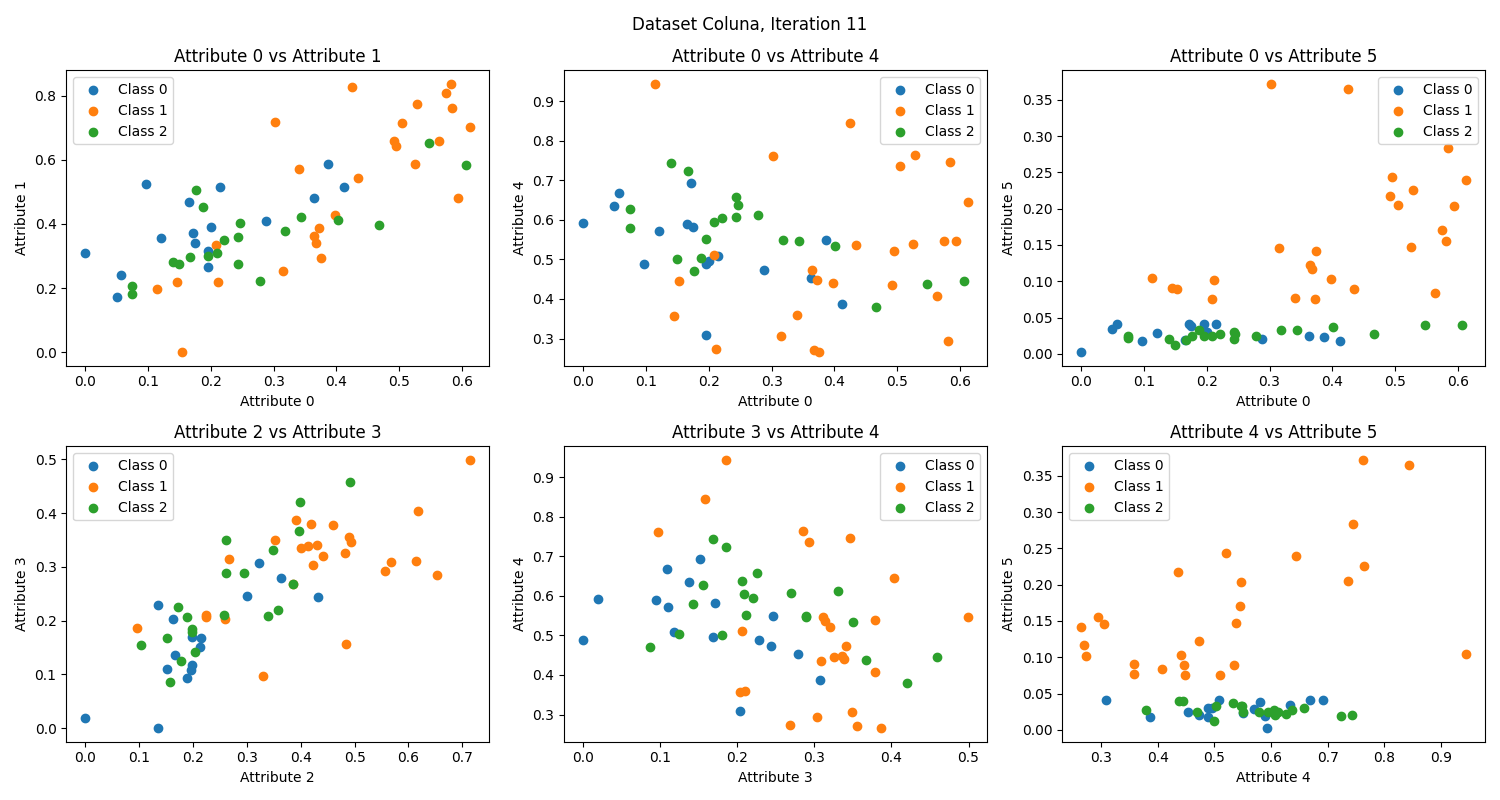 Dataset Coluna, Iteration 11
Attribute 0 vs Attribute 1
Attribute 1
0.8
0.6
0.4
0.2
0.0
Class 0
Class 1
Class 2
0.0 0.1 0.2 0.3 0.4 0.5 0.6
Attribute 0
Attribute 0 vs Attribute 4
Attribute 4
0.9
0.8
0.7
0.6
0.5
0.4
0.3
Class 0
Class 1
Class 2
0.0 0.1 0.2 0.3 0.4 0.5 0.6
Attribute 0
Attribute 0 vs Attribute 5
Attribute 5
0.35
0.30
0.25
0.20
0.15
0.10
0.05
0.00
Class 0
Class 1
Class 2
0.0 0.1 0.2 0.3 0.4 0.5 0.6
Attribute 0
Attribute 2 vs Attribute 3
Attribute 3
0.5
0.4
0.3
0.2
0.1
0.0
Class 0
Class 1
Class 2
0.0 0.1 0.2 0.3 0.4 0.5 0.6 0.7
Attribute 2
Attribute 3 vs Attribute 4
Attribute 4
0.9
0.8
0.7
0.6
0.5
0.4
0.3
Class 0
Class 1
Class 2
0.0 0.1 0.2 0.3 0.4 0.5
Attribute 3
Attribute 4 vs Attribute 5
Attribute 5
0.35
0.30
0.25
0.20
0.15
0.10
0.05
0.00
Class 0
Class 1
Class 2
0.3 0.4 0.5 0.6 0.7 0.8 0.9
Attribute 4